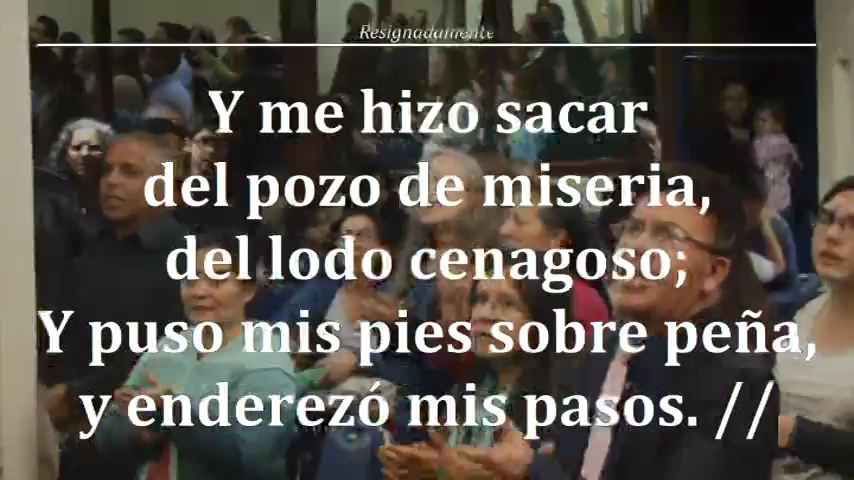 Resignadamente
Y me hizo sacar
del pozo de miseria,
del lodo cenagoso;
Y puso mis pies sobre peña,
y enderezó mis pasos. //